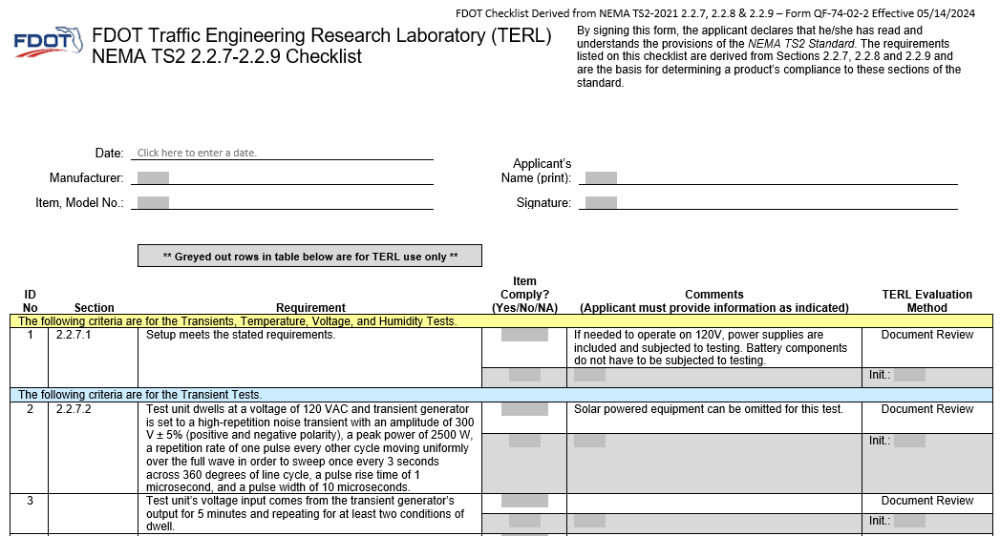 FDOT Checklist Derived from NEMA TS2-2021 2.2.7, 2.2.8 & 2.2.9 – Form QF-74-02-2 Effective 05/14/2024
FDOT
FDOT Traffic Engineering Research Laboratory (TERL)
NEMA TS2 2.2.7-2.2.9 Checklist
By signing this form, the applicant declares that he/she has read and
understands the provisions of the NEMA TS2 Standard. The requirements
listed on this checklist are derived from Sections 2.2.7, 2.2.8 and 2.2.9 and
are the basis for determining a product's compliance to these sections of the
standard.
Date: Click here to enter a date.
Manufacturer:
Item, Model No.:
Applicant's
Name (print):
Signature:
** Greyed out rows in table below are for TERL use only **
ID
No
Section
Requirement
Item
Comply?
(Yes/No/NA)
Comments
(Applicant must provide information as indicated)
TERL Evaluation
Method
The following criteria are for the Transients, Temperature, Voltage, and Humidity Tests.
1
2.2.7.1
Setup meets the stated requirements.
If needed to operate on 120V, power supplies are
included and subjected to testing. Battery components
do not have to be subjected to testing.
Document Review
Init.:
The following criteria are for the Transient Tests.
2
2.2.7.2
Test unit dwells at a voltage of 120 VAC and transient generator
is set to a high-repetition noise transient with an amplitude of 300
V ± 5% (positive and negative polarity), a peak power of 2500 W,
a repetition rate of one pulse every other cycle moving uniformly
over the full wave in order to sweep once every 3 seconds
across 360 degrees of line cycle, a pulse rise time of 1
microsecond, and a pulse width of 10 microseconds.
Solar powered equipment can be omitted for this test.
Document Review
Init.:
3
Test unit's voltage input comes from the transient generator's
output for 5 minutes and repeating for at least two conditions of
dwell.
Document Review
Init.: